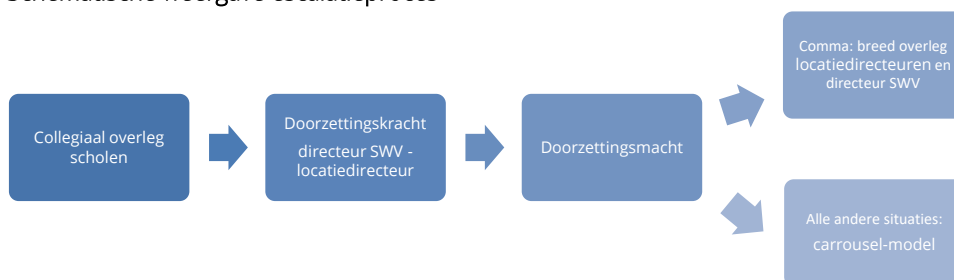 Schematische weergave escalatieproces
Collegiaal overleg
scholen
Doorzettingskracht
directeur SWV -
locatiedirecteur
Doorzettingsmacht
Comma: breed overleg
locatiedirecteuren en
directeur SWV
Alle andere situaties:
carrousel-model